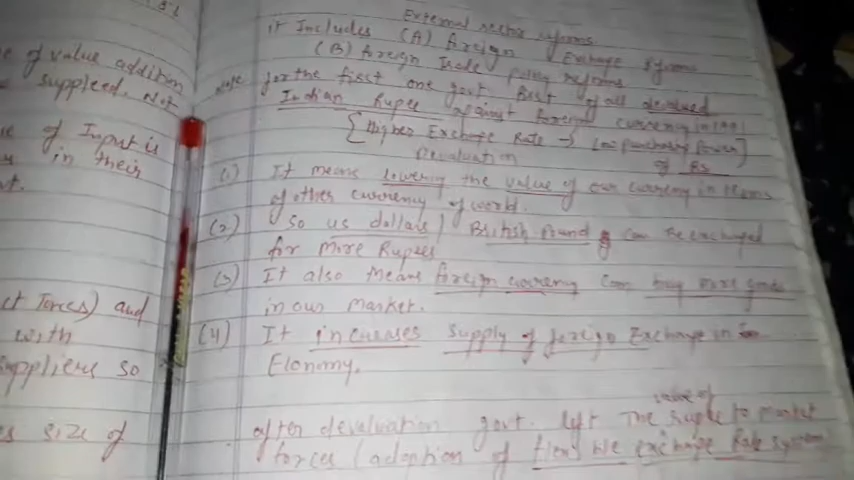 e of value addition
supplied, Not
e of Input is
in their
External sector reforms
it Includes (A) foreign Exchange reforms
(B) foreign Trade policy reforms
Note for the first one govt. first of all devalued
Indian Rupee against foreign currency in 1991
{ Higher Exchange Rate → Low purchasing Power]
Devaluation of Rs
(1) It means lowering the value of our currency in terms
of other currency of world.
(2) So us dollars / British Pound can be exchanged
for more Rupees
(3) It also means foreign currency can buy more goods
in our market.
(4) It increases supply of foreign Exchange in
Economy.
ct Forces) and
with
suppliers so
size of
value of
after devaluation govt. left the rupee to market
forces (adoption of flexible exchange Rate system